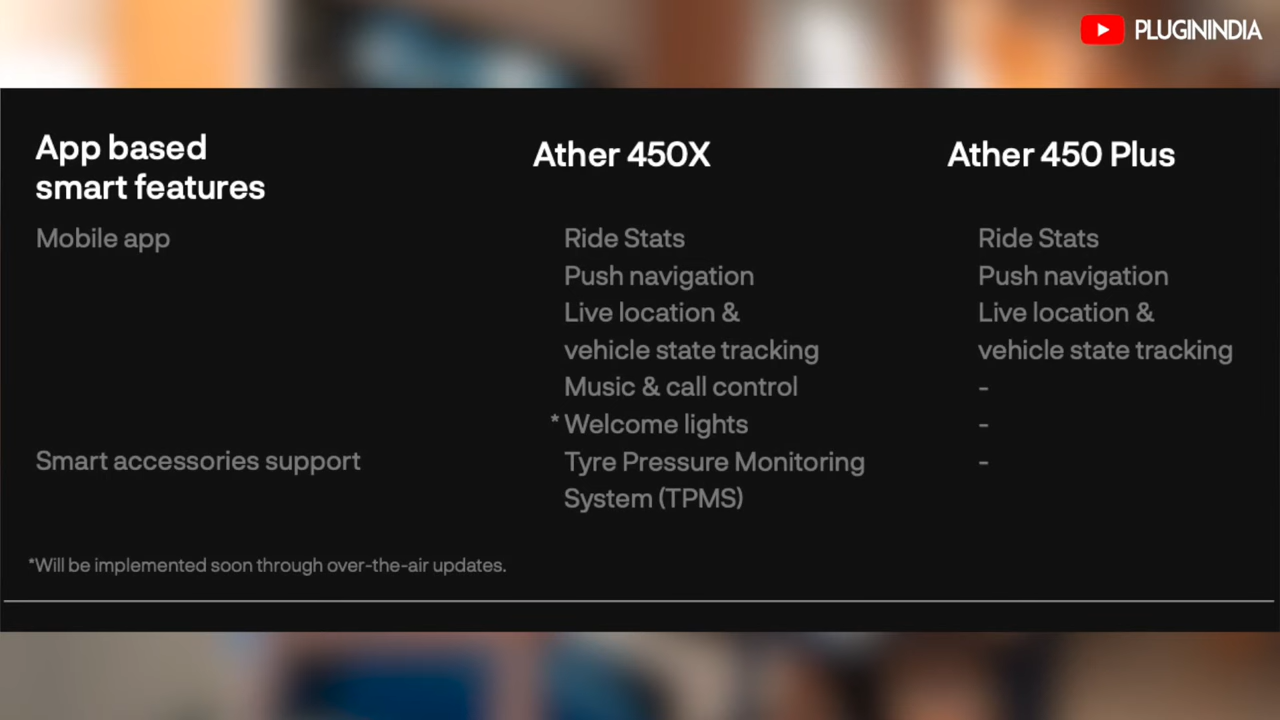 PLUGININDIA
App based
smart features
Ather 450X
Ather 450 Plus
Mobile app
Ride Stats
Ride Stats
Push navigation
Push navigation
Live location &
Live location &
vehicle state tracking
vehicle state tracking
Music & call control
-
* Welcome lights
-
Smart accessories support
Tyre Pressure Monitoring
-
System (TPMS)
*Will be implemented soon through over-the-air updates.